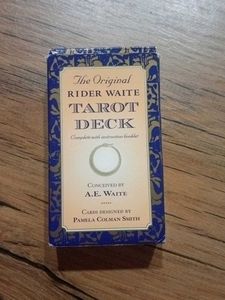 The Original
RIDER WAITE
TAROT
DECK
Complete with instruction booklet
CONCEIVED BY
A.E. WAITE
CARDS DESIGNED BY
PAMELA COLMAN SMITH